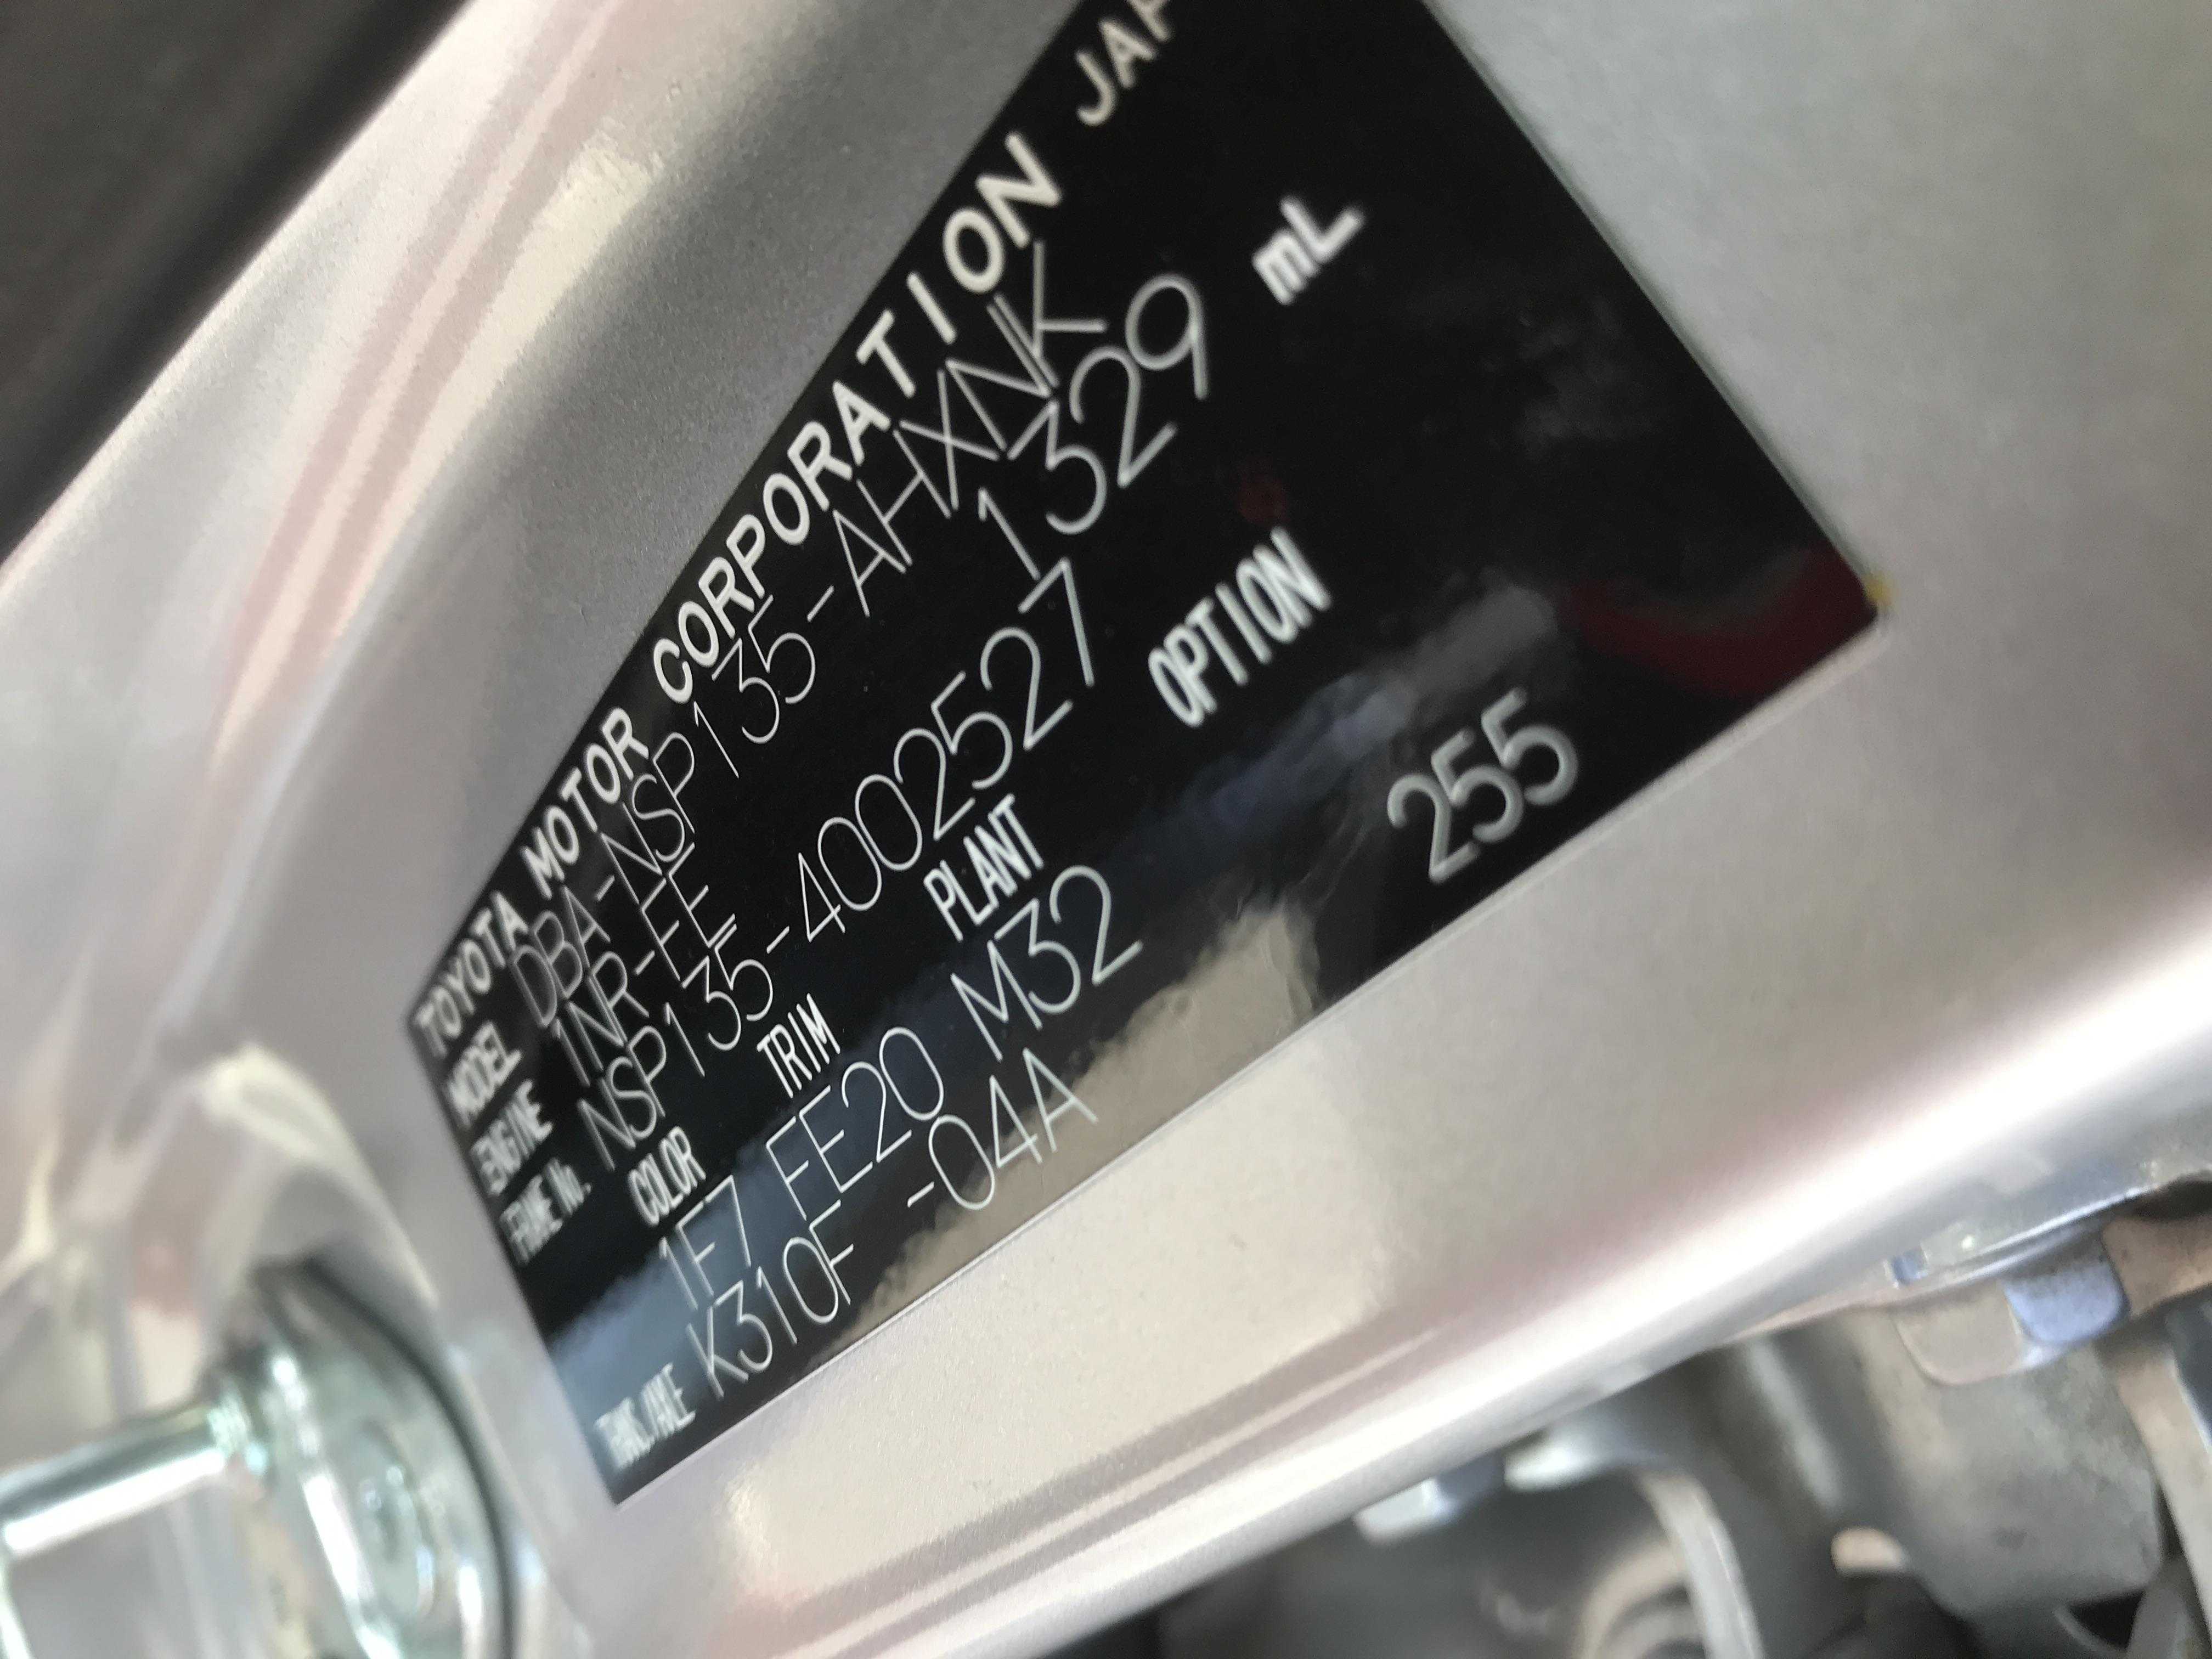 TOYOTA MOTOR CORPORATION JAP
MODEL DBA-NSP135-AHXNK
ENGINE 1NR-FE 1329 mL
FRAME No. NSP135-4002527
COLOR TRIM PLANT OPTION
1F7 FE20 M32 255
TRANS./AXLE K310F -04A